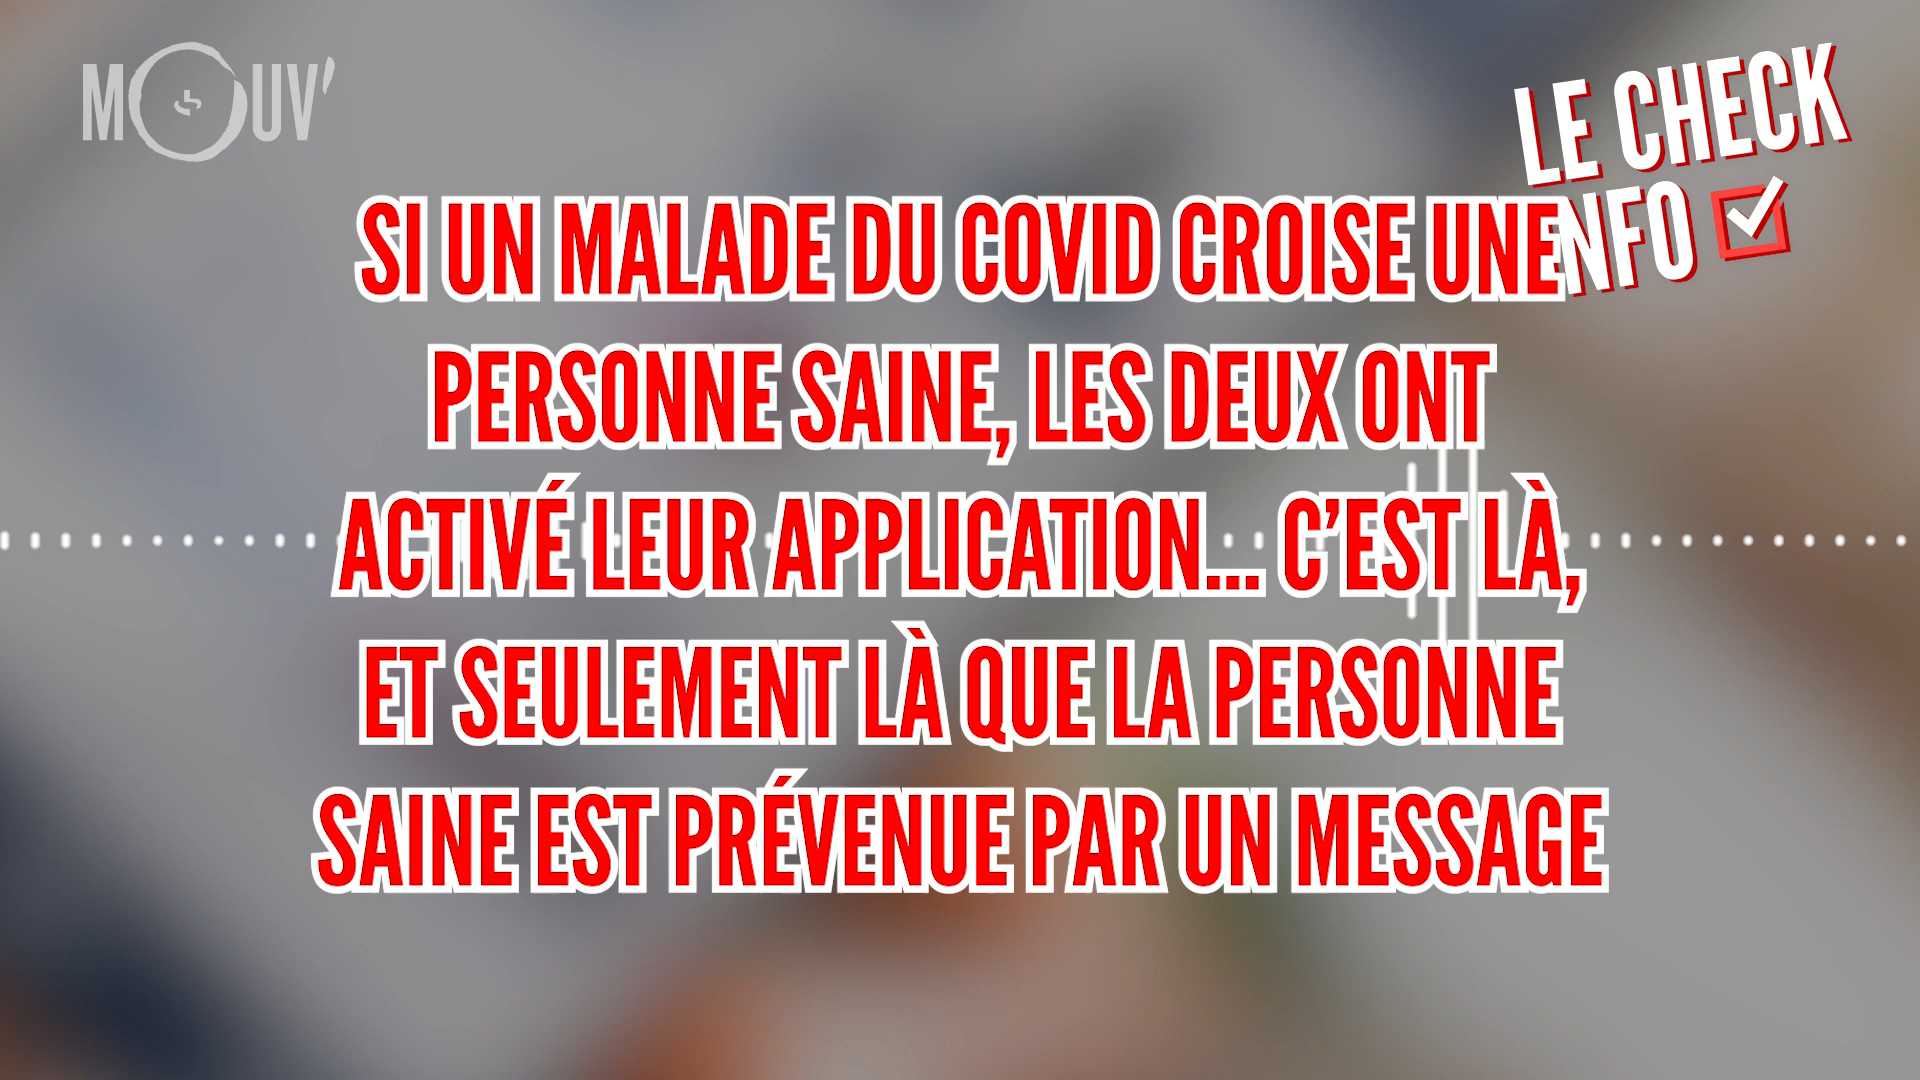 MOUV'
LE CHECK
INFO
SI UN MALADE DU COVID CROISE UNE
PERSONNE SAINE, LES DEUX ONT
ACTIVÉ LEUR APPLICATION... C'EST LÀ,
ET SEULEMENT LÀ QUE LA PERSONNE
SAINE EST PRÉVENUE PAR UN MESSAGE